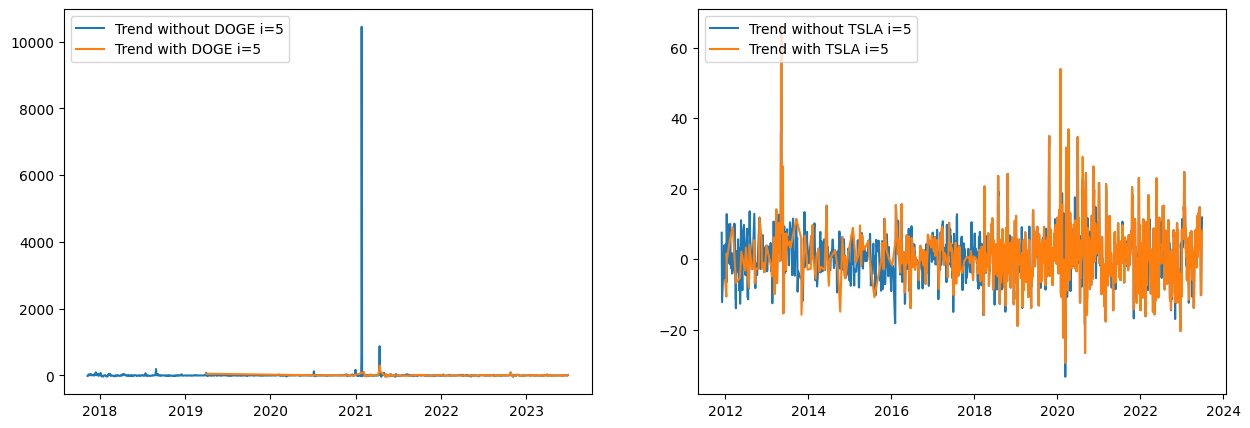 Trend without DOGE i=5
Trend with DOGE i=5
10000
8000
6000
4000
2000
0
2018 2019 2020 2021 2022 2023
Trend without TSLA i=5
Trend with TSLA i=5
60
40
20
0
−20
2012 2014 2016 2018 2020 2022 2024